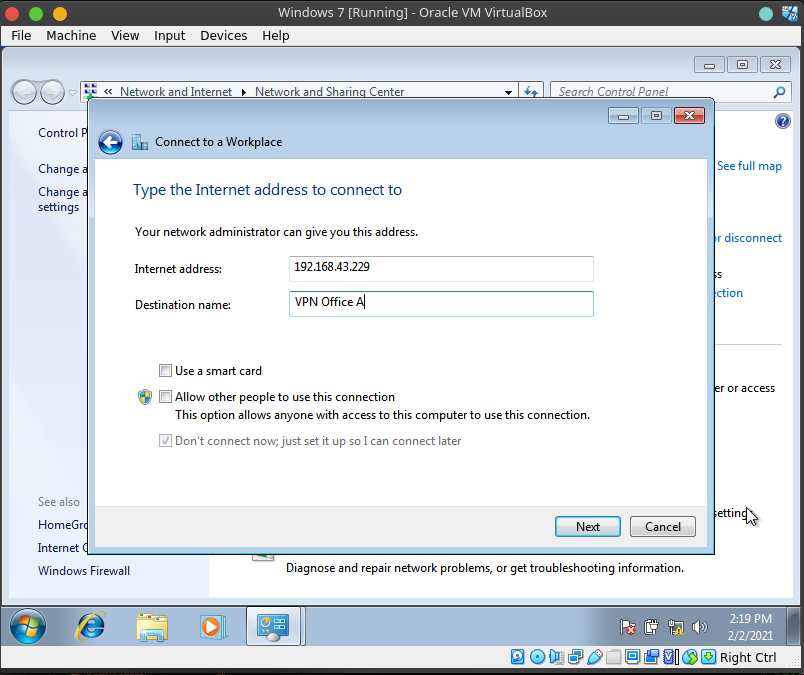 Windows 7 [Running] - Oracle VM VirtualBox
File Machine View Input Devices Help
« Network and Internet Network and Sharing Center
Search Control Panel
Connect to a Workplace
Control P
Change a
Change a
settings
See full map
or disconnect
ss
ction
er or access
setting
Type the Internet address to connect to
Your network administrator can give you this address.
Internet address: 192.168.43.229
Destination name: VPN Office A
Use a smart card
Allow other people to use this connection
This option allows anyone with access to this computer to use this connection.
Don't connect now; just set it up so I can connect later
Next Cancel
See also
HomeGro
Internet O
Windows Firewall
Diagnose and repair network problems, or get troubleshooting information.
2:19 PM
2/2/2021
Right Ctrl